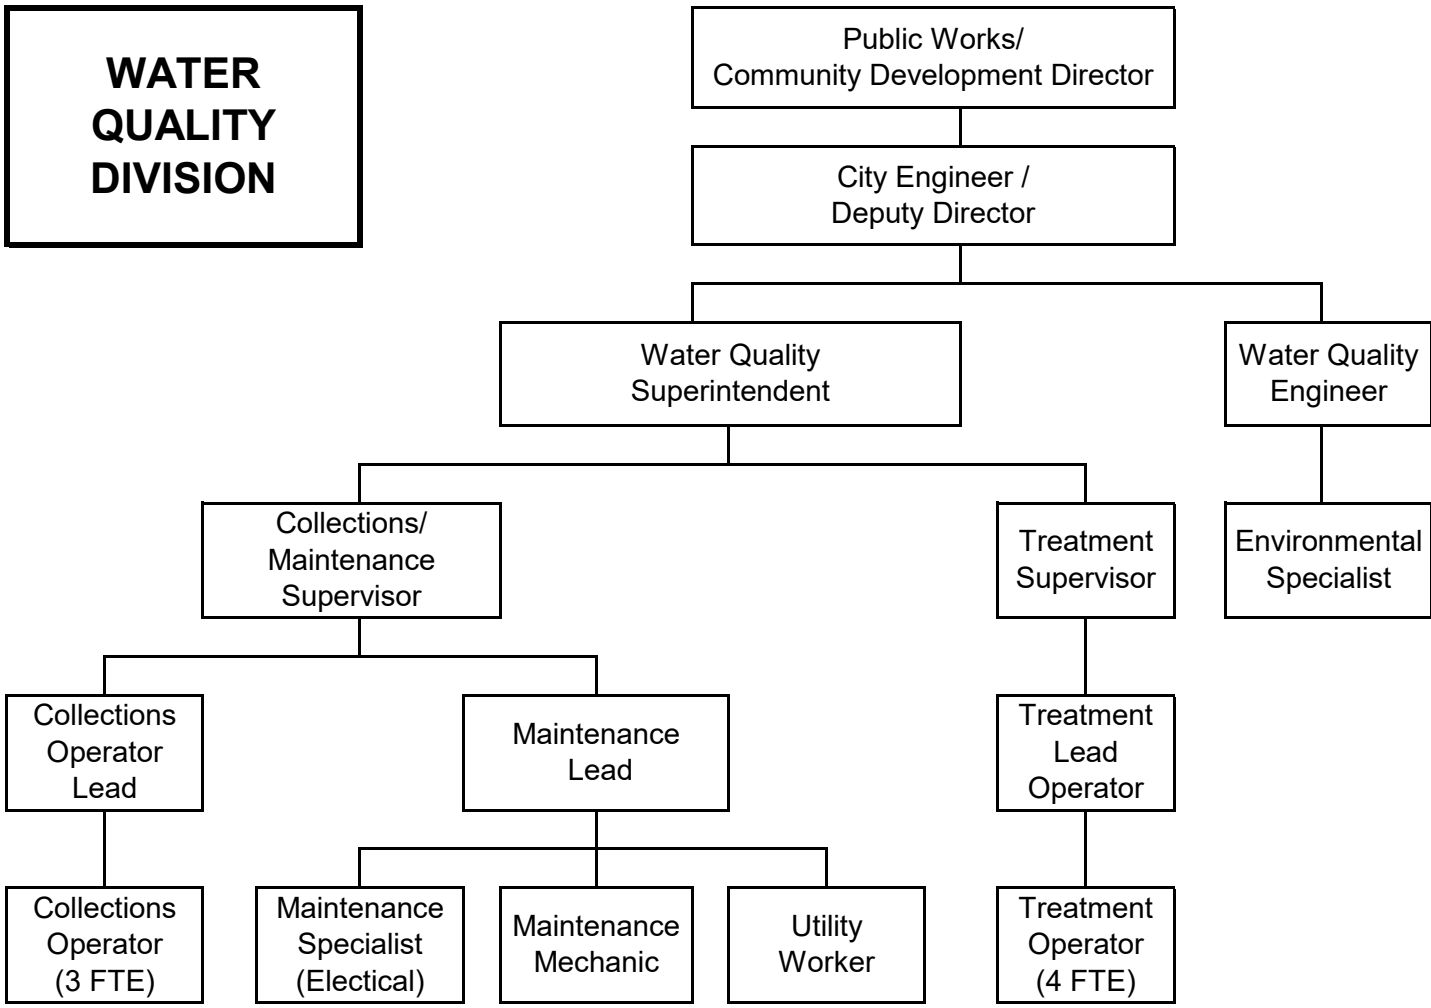 WATER
QUALITY
DIVISION
Public Works/
Community Development Director
City Engineer /
Deputy Director
Water Quality
Superintendent
Water Quality
Engineer
Collections/
Maintenance
Supervisor
Treatment
Supervisor
Environmental
Specialist
Collections
Operator
Lead
Maintenance
Lead
Treatment
Lead
Operator
Collections
Operator
(3 FTE)
Maintenance
Specialist
(Electical)
Maintenance
Mechanic
Utility
Worker
Treatment
Operator
(4 FTE)